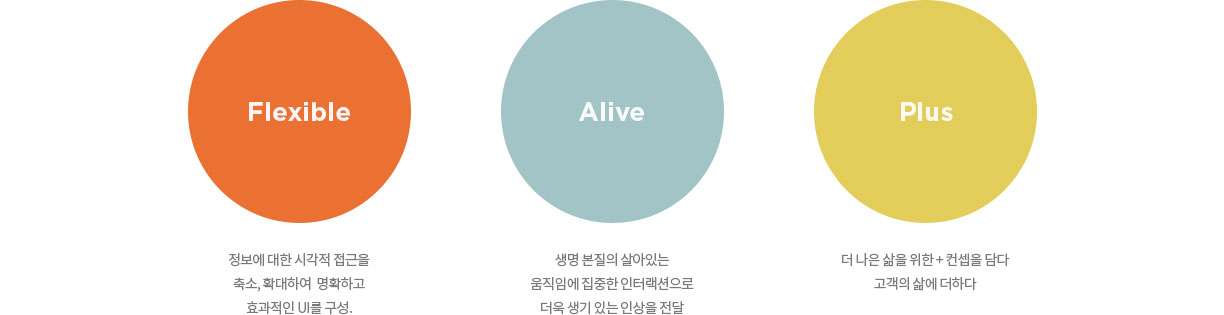 Flexible
정보에 대한 시각적 접근을
축소, 확대하여 명확하고
효과적인 UI를 구성.
Alive
생명 본질의 살아있는
움직임에 집중한 인터랙션으로
더욱 생기 있는 인상을 전달
Plus
더 나은 삶을 위한 + 컨셉을 담다
고객의 삶에 더하다